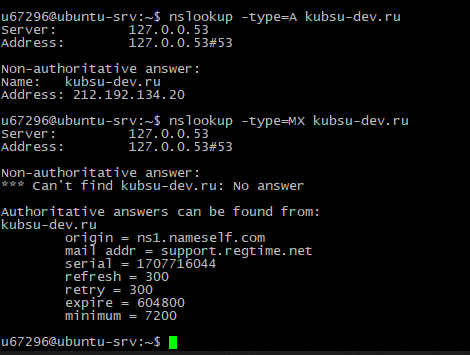 u67296@ubuntu-srv:~$ nslookup -type=A kubsu-dev.ru
Server:         127.0.0.53
Address:        127.0.0.53#53

Non-authoritative answer:
Name:   kubsu-dev.ru
Address: 212.192.134.20

u67296@ubuntu-srv:~$ nslookup -type=MX kubsu-dev.ru
Server:         127.0.0.53
Address:        127.0.0.53#53

Non-authoritative answer:
*** Can't find kubsu-dev.ru: No answer

Authoritative answers can be found from:
kubsu-dev.ru
        origin = ns1.nameself.com
        mail addr = support.regtime.net
        serial = 1707716044
        refresh = 300
        retry = 300
        expire = 604800
        minimum = 7200

u67296@ubuntu-srv:~$